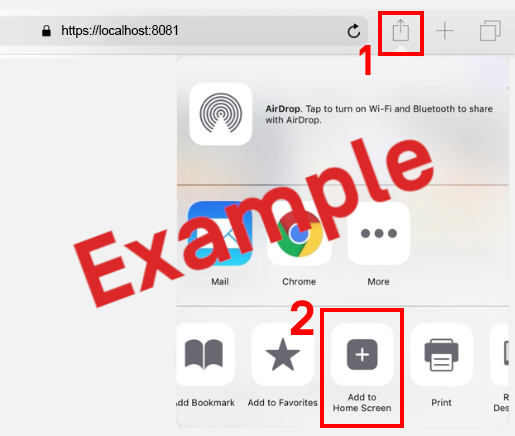 https://localhost:8081
1
AirDrop. Tap to turn on Wi-Fi and Bluetooth to share
with AirDrop.
Example
Mail
Chrome
More
2
dd Bookmark
Add to Favorites
Add to
Home Screen
Print
R
Des